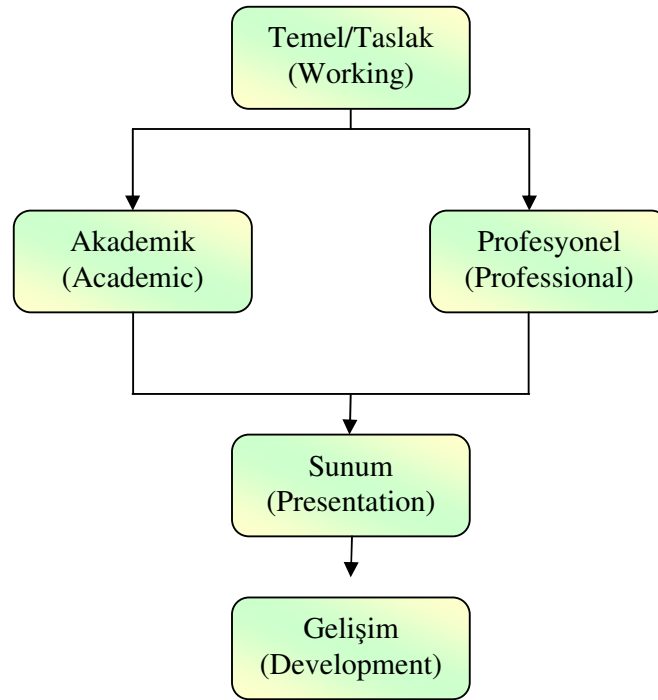 Temel/Taslak
(Working)
Akademik
(Academic)
Profesyonel
(Professional)
Sunum
(Presentation)
Gelişim
(Development)